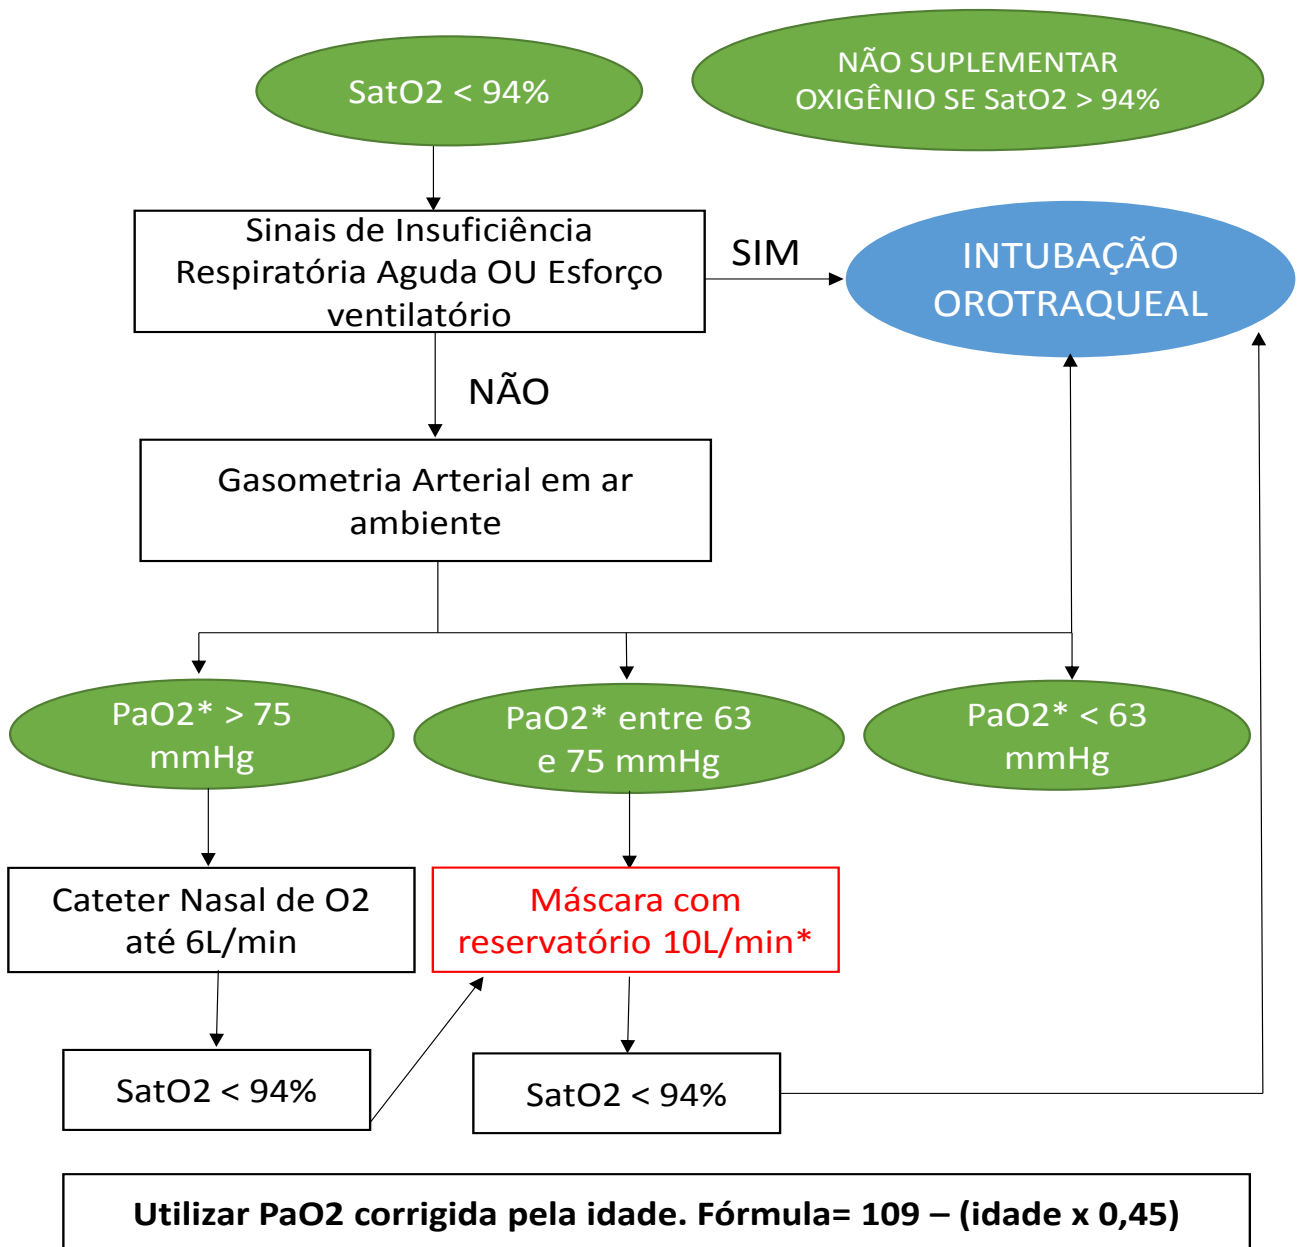 SatO2 < 94%
NÃO SUPLEMENTAR
OXIGÊNIO SE SatO2 > 94%
Sinais de Insuficiência
Respiratória Aguda OU Esforço
ventilatório
SIM
INTUBAÇÃO
OROTRAQUEAL
NÃO
Gasometria Arterial em ar
ambiente
PaO2* > 75
mmHg
PaO2* entre 63
e 75 mmHg
PaO2* < 63
mmHg
Cateter Nasal de O2
até 6L/min
Máscara com
reservatório 10L/min*
SatO2 < 94%
SatO2 < 94%
Utilizar PaO2 corrigida pela idade. Fórmula= 109 – (idade x 0,45)